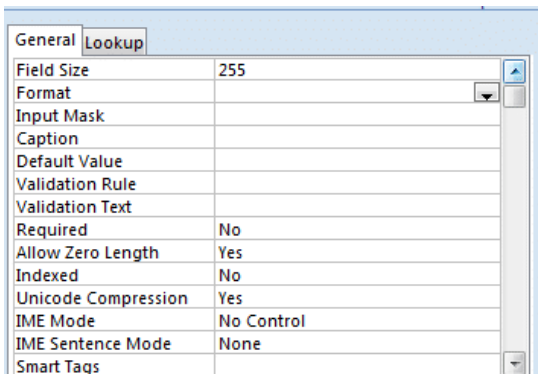 General Lookup
Field Size 255
Format
Input Mask
Caption
Default Value
Validation Rule
Validation Text
Required No
Allow Zero Length Yes
Indexed No
Unicode Compression Yes
IME Mode No Control
IME Sentence Mode None
Smart Tags